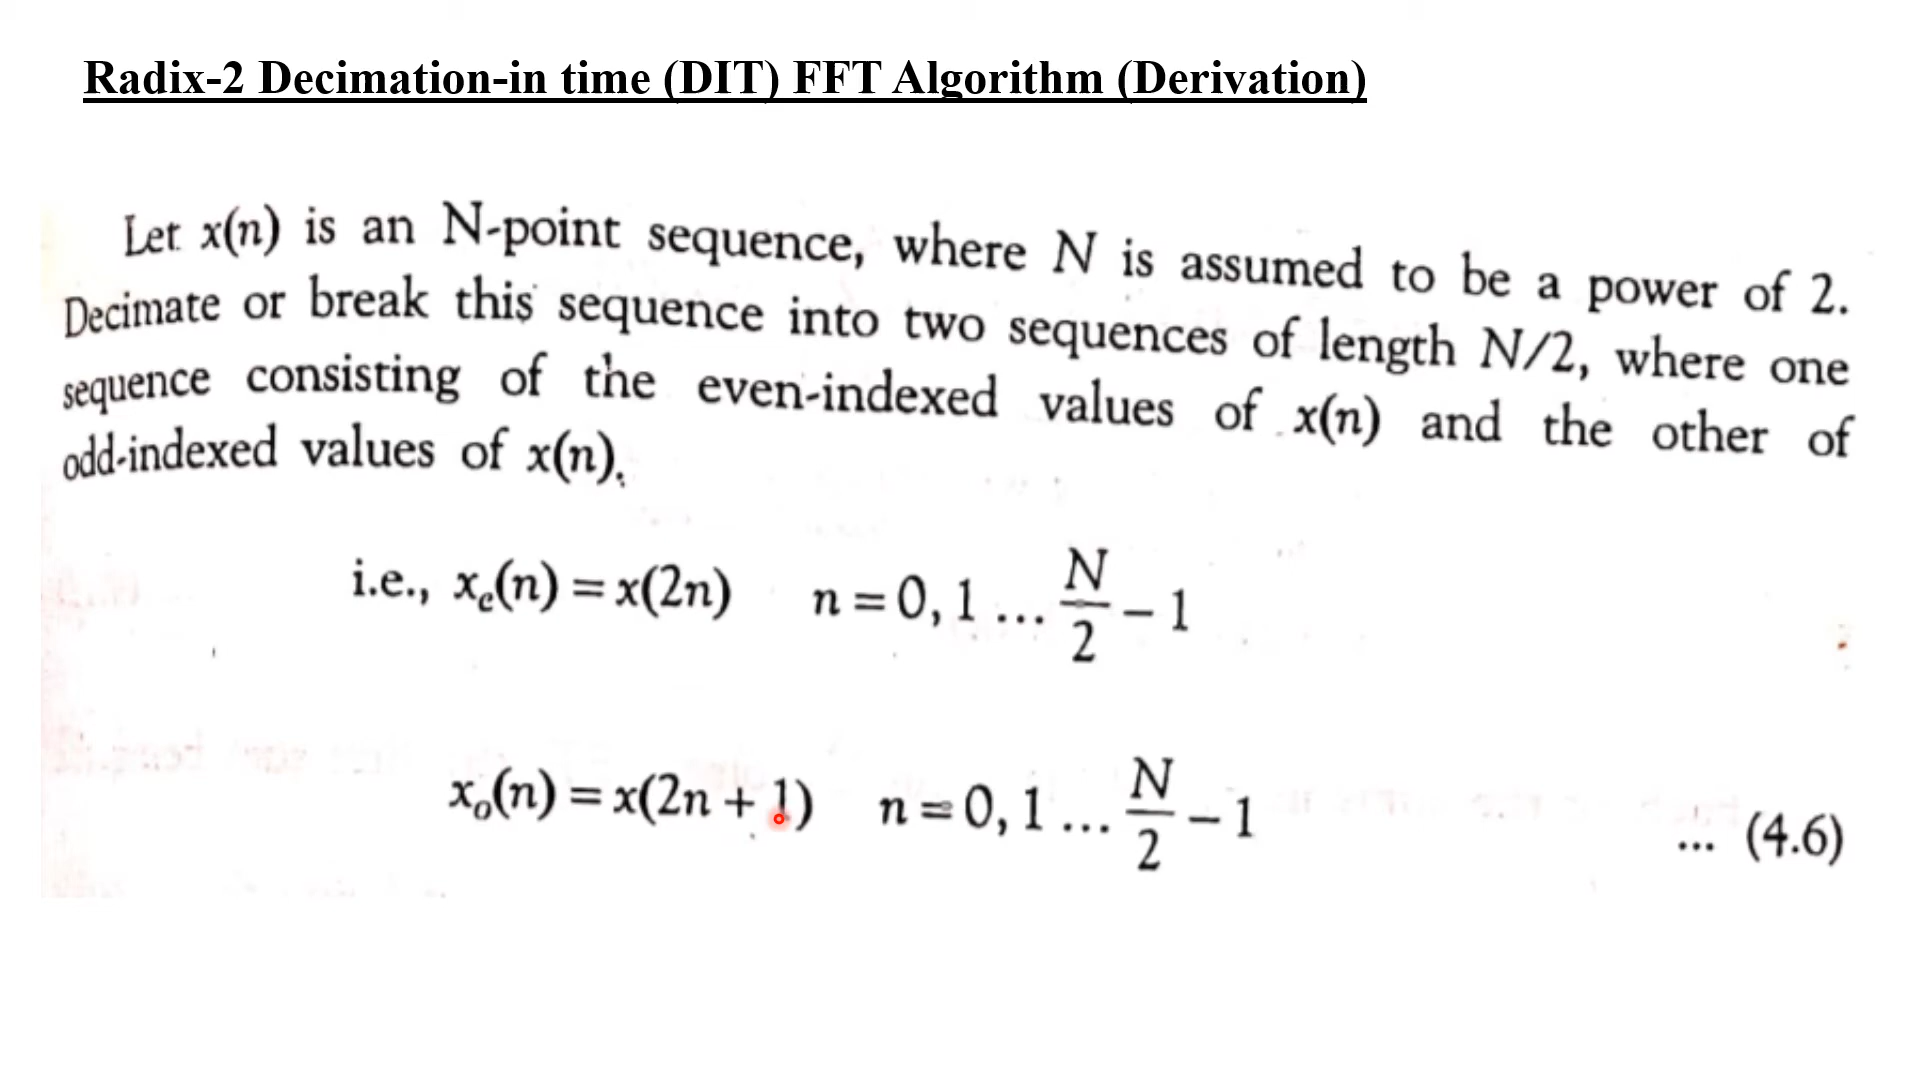 Radix-2 Decimation-in time (DIT) FFT Algorithm (Derivation)
Let x(n) is an N-point sequence, where N is assumed to be a power of 2.
Decimate or break this sequence into two sequences of length N/2, where one
sequence consisting of the even-indexed values of x(n) and the other of
odd-indexed values of x(n).
i.e., xₑ(n) = x(2n) n = 0, 1 ... N/2 − 1
xₒ(n) = x(2n + 1) n = 0, 1 ... N/2 − 1 ... (4.6)